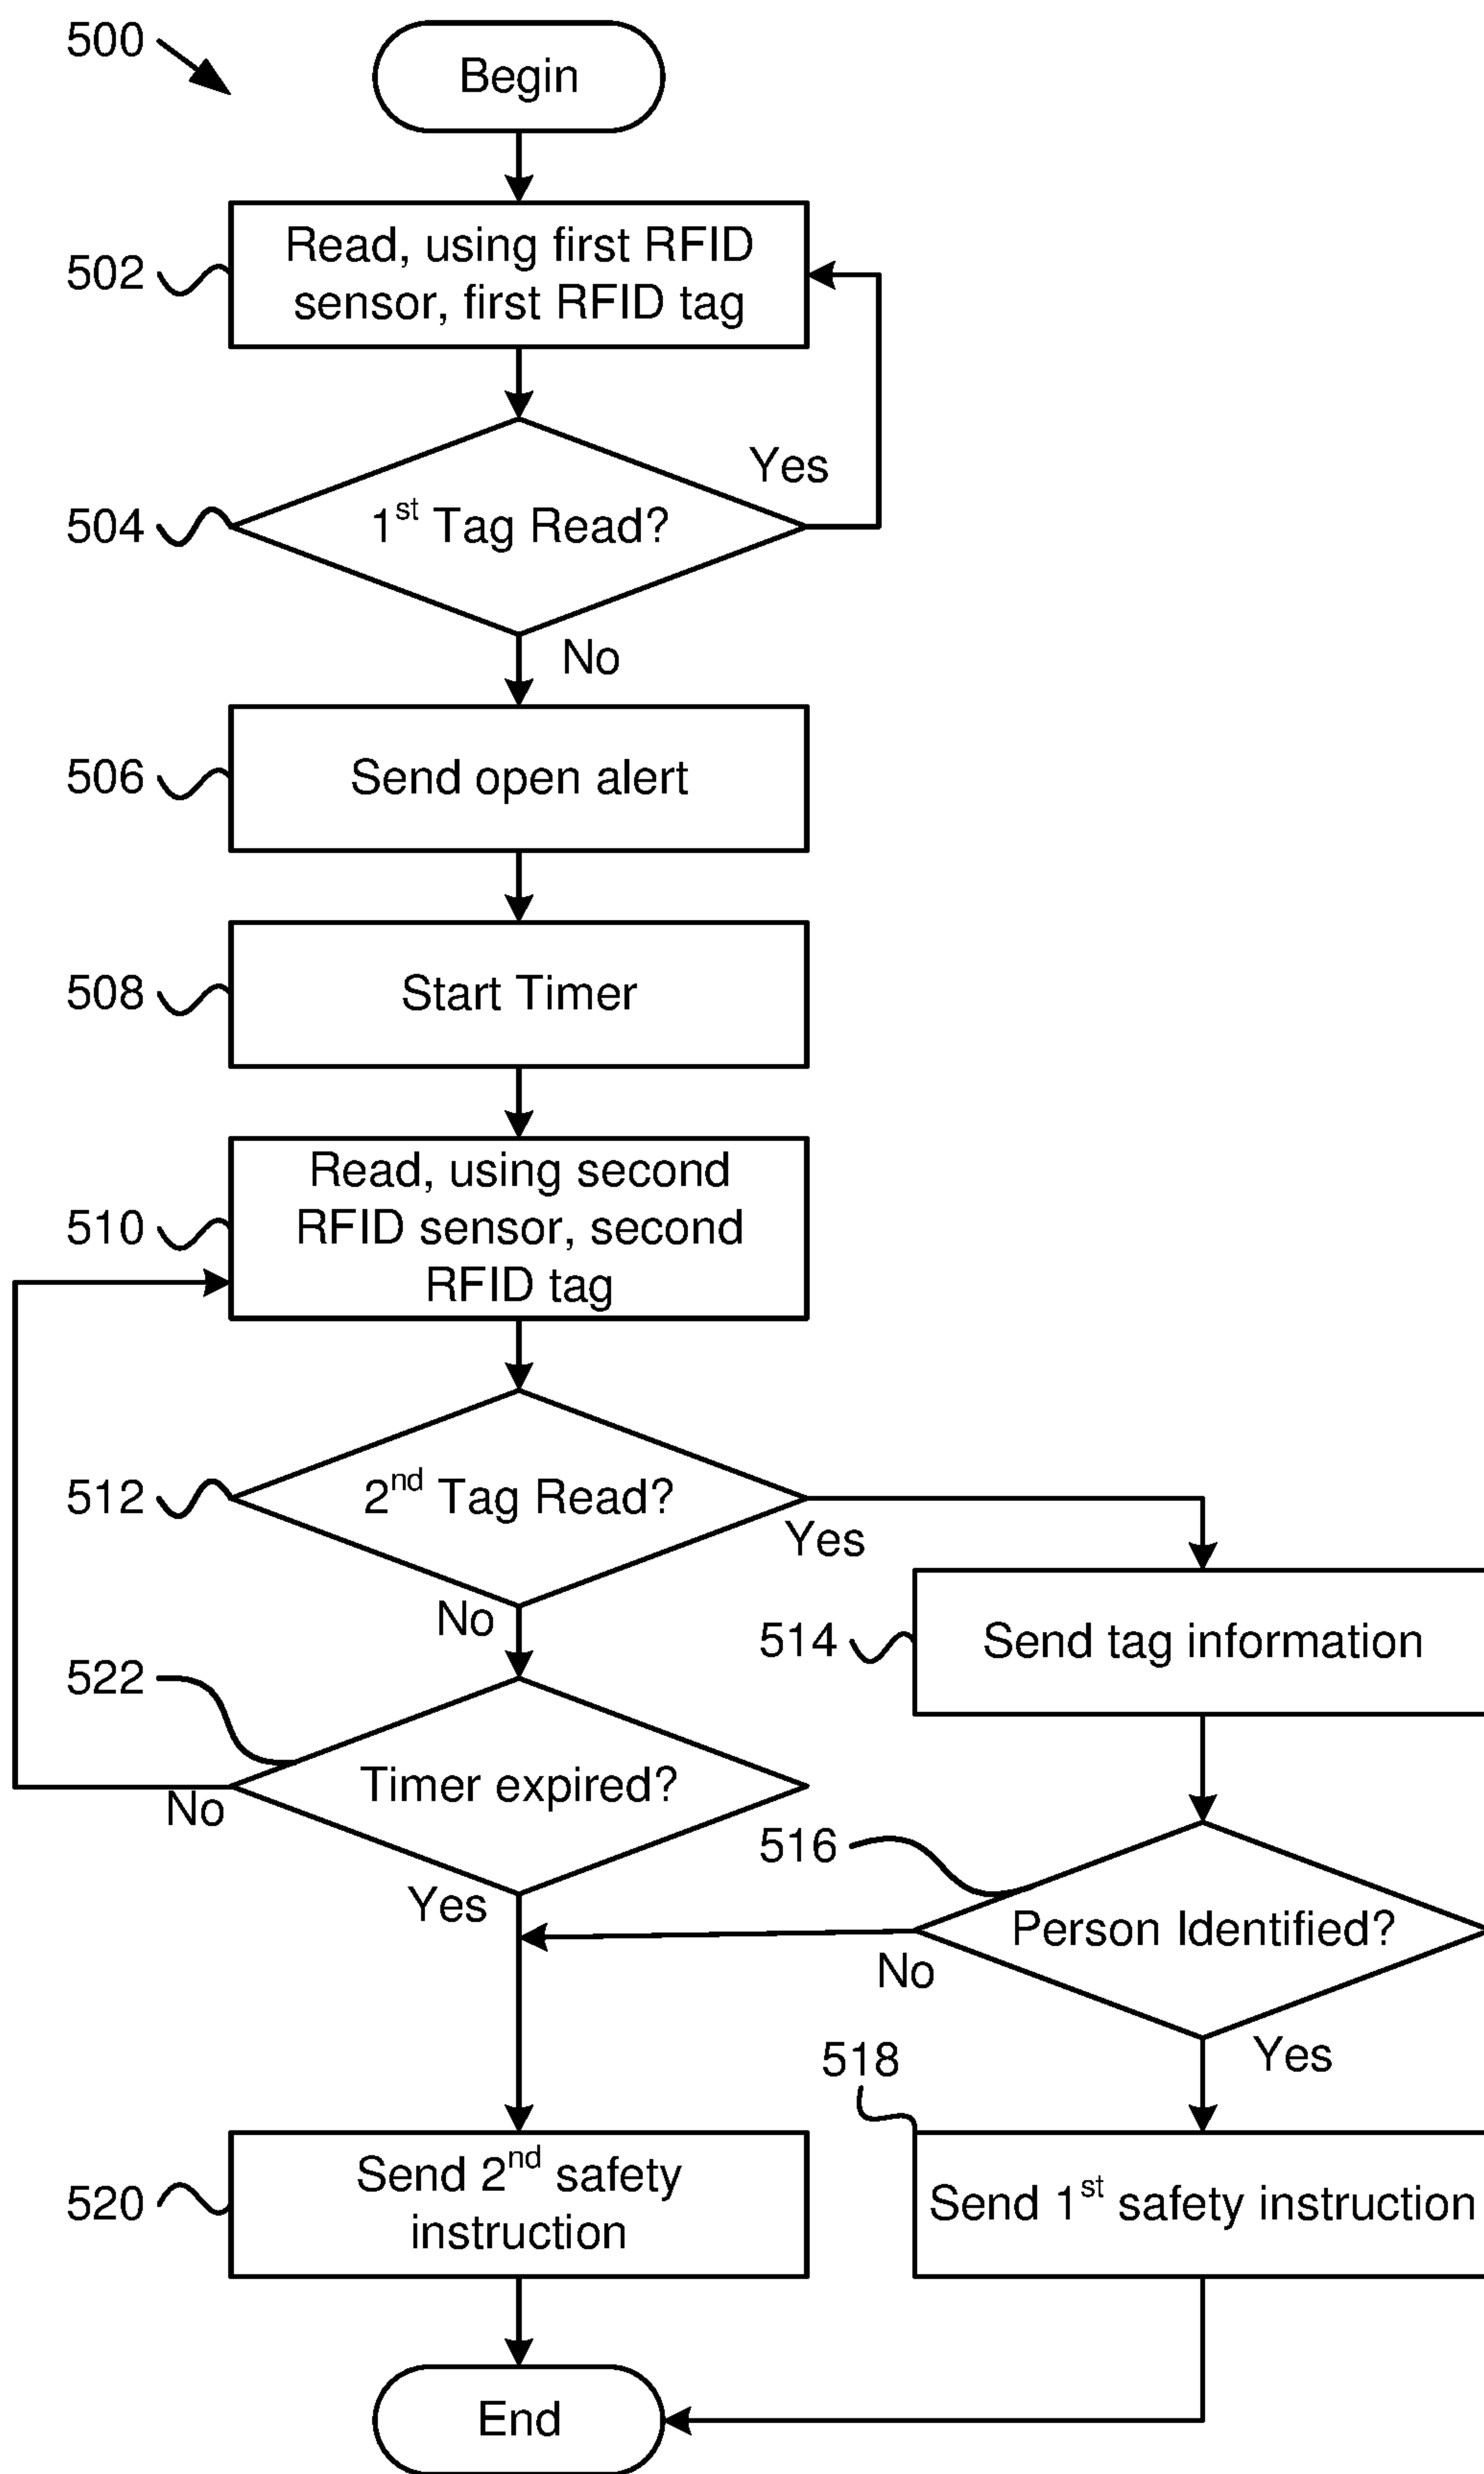 500
Begin
502
Read, using first RFID
sensor, first RFID tag
Yes
504
1st Tag Read?
No
506
Send open alert
508
Start Timer
510
Read, using second
RFID sensor, second
RFID tag
512
2nd Tag Read?
Yes
No
514
Send tag information
522
Timer expired?
No
516
Yes
Person Identified?
No
518
Yes
520
Send 2nd safety
instruction
Send 1st safety instruction
End